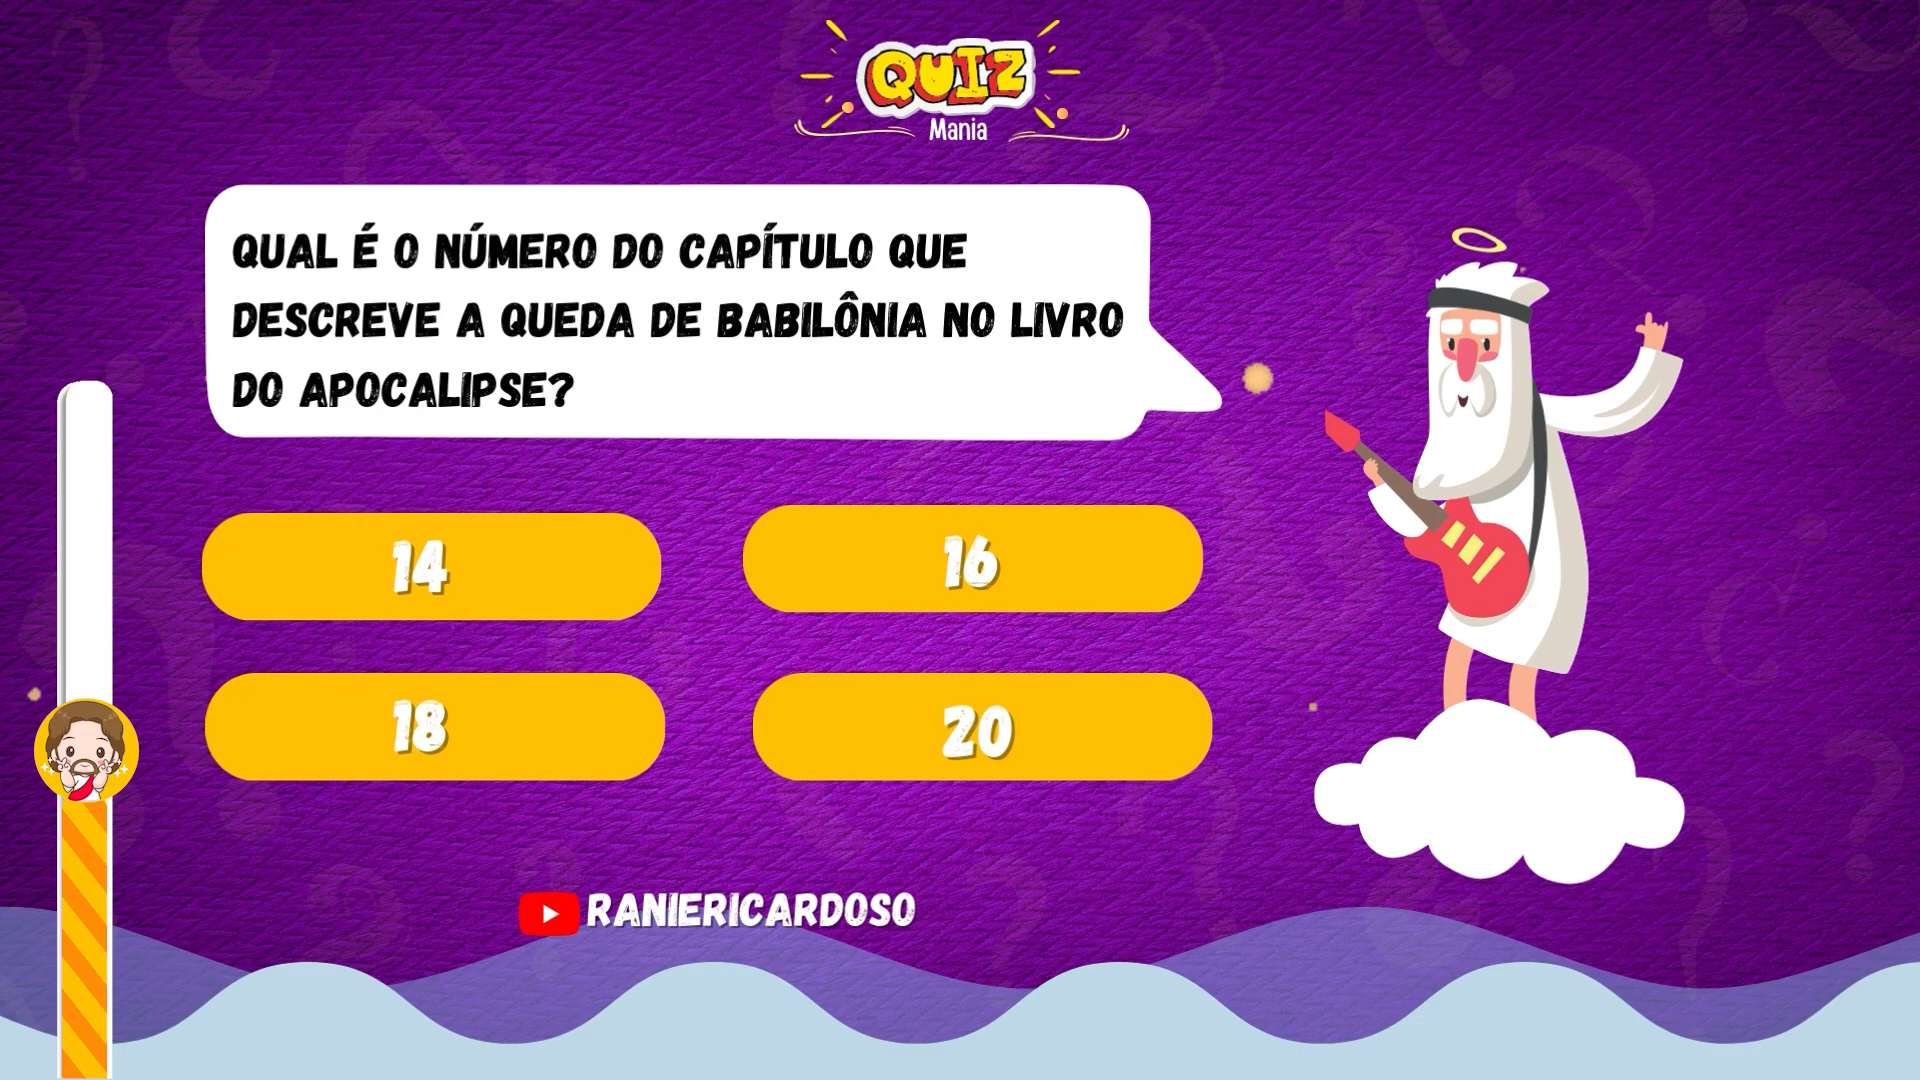 QUIZ
Mania
QUAL É O NÚMERO DO CAPÍTULO QUE
DESCREVE A QUEDA DE BABILÔNIA NO LIVRO
DO APOCALIPSE?
14
16
18
20
RANIERICARDOSO